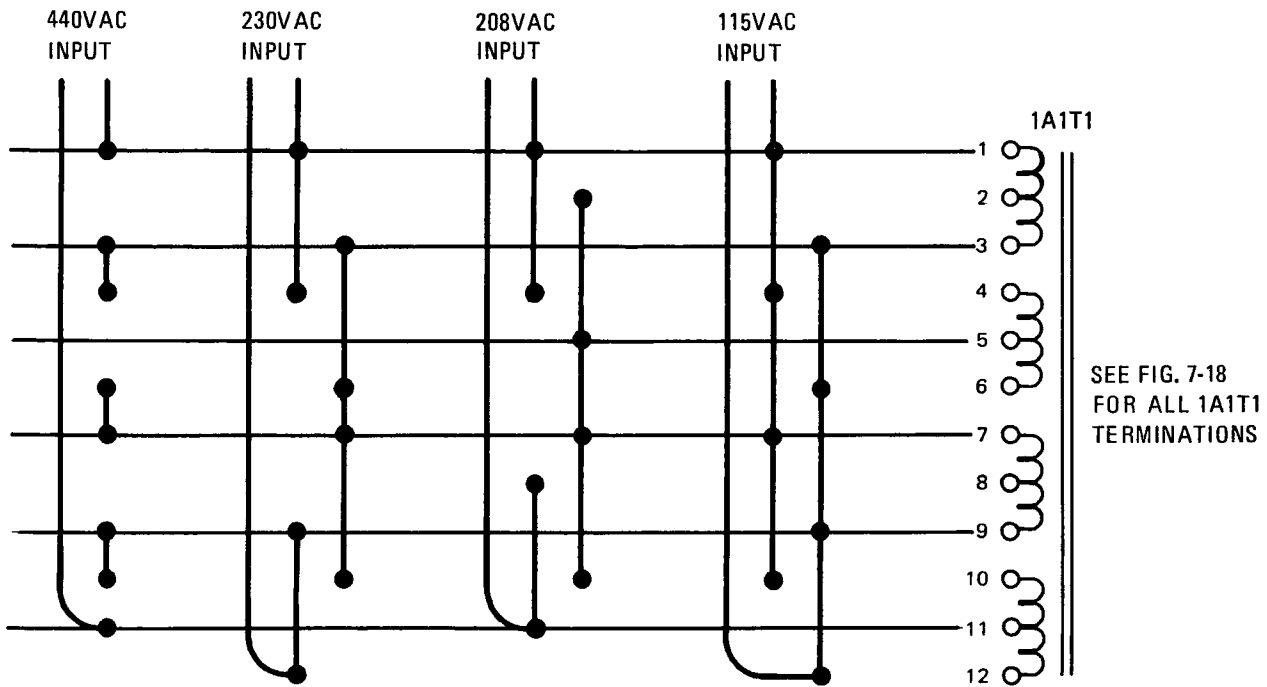 440VAC
INPUT
230VAC
INPUT
208VAC
INPUT
115VAC
INPUT
1A1T1
1
2
3
4
5
6
7
8
9
10
11
12
SEE FIG. 7-18
FOR ALL 1A1T1
TERMINATIONS